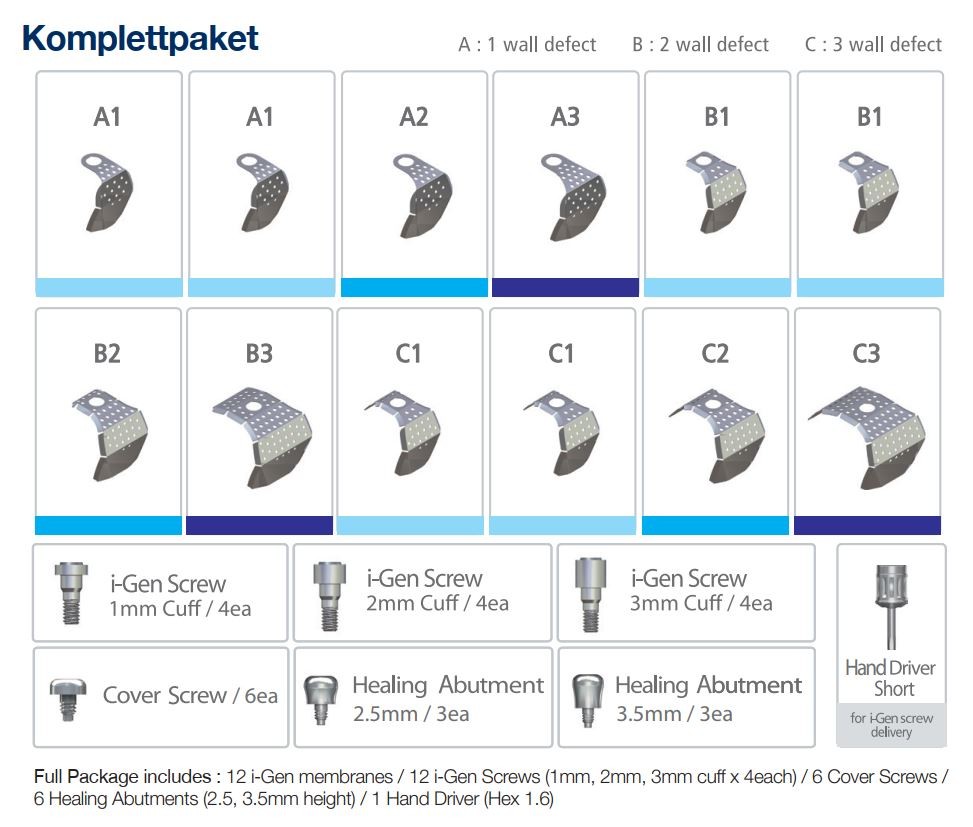 Komplettpaket
A : 1 wall defect B : 2 wall defect C : 3 wall defect
A1 A1 A2 A3 B1 B1
B2 B3 C1 C1 C2 C3
i-Gen Screw
1mm Cuff / 4ea
i-Gen Screw
2mm Cuff / 4ea
i-Gen Screw
3mm Cuff / 4ea
Cover Screw / 6ea
Healing Abutment
2.5mm / 3ea
Healing Abutment
3.5mm / 3ea
Hand Driver
Short
for i-Gen screw
delivery
Full Package includes : 12 i-Gen membranes / 12 i-Gen Screws (1mm, 2mm, 3mm cuff x 4each) / 6 Cover Screws /
6 Healing Abutments (2.5, 3.5mm height) / 1 Hand Driver (Hex 1.6)